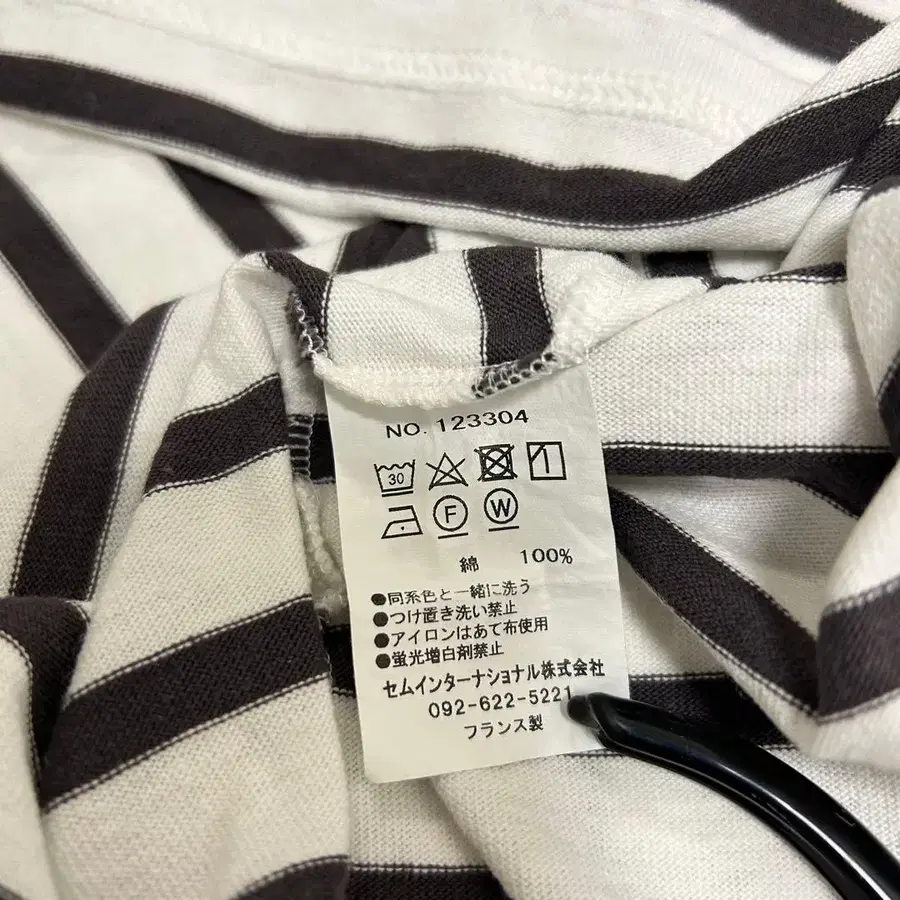 NO. 123304
30
F W
綿 100%
●同系色と一緒に洗う
●つけ置き洗い禁止
●アイロンはあて布使用
●蛍光増白剤禁止
セムインターナショナル株式会社
092-622-5221
フランス製